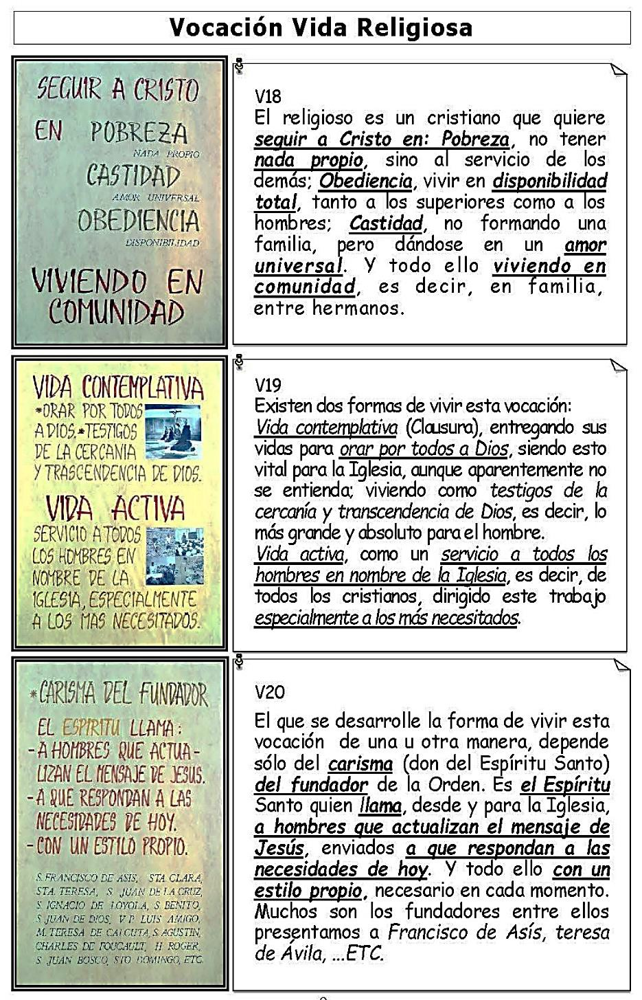 Vocación Vida Religiosa
SEGUIR A CRISTO
EN POBREZA
NADA PROPIO
CASTIDAD
AMOR UNIVERSAL
OBEDIENCIA
DISPONIBILIDAD
VIVIENDO EN
COMUNIDAD
V18
El religioso es un cristiano que quiere
seguir a Cristo en: Pobreza, no tener
nada propio, sino al servicio de los
demás; Obediencia, vivir en disponibilidad
total, tanto a los superiores como a los
hombres; Castidad, no formando una
familia, pero dándose en un amor
universal. Y todo ello viviendo en
comunidad, es decir, en familia,
entre hermanos.
VIDA CONTEMPLATIVA
*ORAR POR TODOS
A DIOS.*TESTIGOS
DE LA CERCANIA
Y TRASCENDENCIA DE DIOS.
VIDA ACTIVA
SERVICIO A TODOS
LOS HOMBRES EN
NOMBRE DE LA
IGLESIA, ESPECIALMENTE
A LOS MAS NECESITADOS.
V19
Existen dos formas de vivir esta vocación:
Vida contemplativa (Clausura), entregando sus
vidas para orar por todos a Dios, siendo esto
vital para la Iglesia, aunque aparentemente no
se entienda; viviendo como testigos de la
cercanía y transcendencia de Dios, es decir, lo
más grande y absoluto para el hombre.
Vida activa, como un servicio a todos los
hombres en nombre de la Iglesia, es decir, de
todos los cristianos, dirigido este trabajo
especialmente a los más necesitados.
*CARISMA DEL FUNDADOR
EL ESPIRITU LLAMA:
-A HOMBRES QUE ACTUA-
LIZAN EL MENSAJE DE JESUS.
-A QUE RESPONDAN A LAS
NECESIDADES DE HOY.
-CON UN ESTILO PROPIO.
S. FRANCISCO DE ASIS, STA. CLARA,
STA. TERESA, S. JUAN DE LA CRUZ,
S. IGNACIO DE LOYOLA, S. BENITO,
S. JUAN DE DIOS, V.P. LUIS AMIGO,
M. TERESA DE CALCUTA, S. AGUSTIN,
CHARLES DE FOUCAULT, H. ROGER,
S. JUAN BOSCO, STO. DOMINGO, ETC.
V20
El que se desarrolle la forma de vivir esta
vocación de una u otra manera, depende
sólo del carisma (don del Espíritu Santo)
del fundador de la Orden. Es el Espíritu
Santo quien llama, desde y para la Iglesia,
a hombres que actualizan el mensaje de
Jesús, enviados a que respondan a las
necesidades de hoy. Y todo ello con un
estilo propio, necesario en cada momento.
Muchos son los fundadores entre ellos
presentamos a Francisco de Asís, teresa
de Ávila, ...ETC.